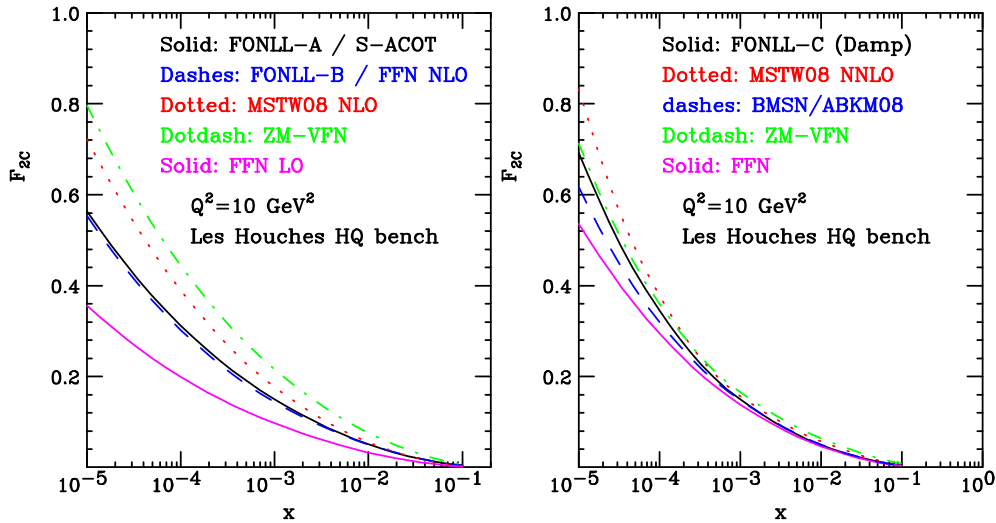 1.0
0.8
0.6
0.4
0.2
F2C
Solid: FONLL-A / S-ACOT
Dashes: FONLL-B / FFN NLO
Dotted: MSTW08 NLO
Dotdash: ZM-VFN
Solid: FFN LO
Q²=10 GeV²
Les Houches HQ bench
10⁻⁵ 10⁻⁴ 10⁻³ 10⁻² 10⁻¹
x
1.0
0.8
0.6
0.4
0.2
F2C
Solid: FONLL-C (Damp)
Dotted: MSTW08 NNLO
dashes: BMSN/ABKM08
Dotdash: ZM-VFN
Solid: FFN
Q²=10 GeV²
Les Houches HQ bench
10⁻⁵ 10⁻⁴ 10⁻³ 10⁻² 10⁻¹ 10⁰
x